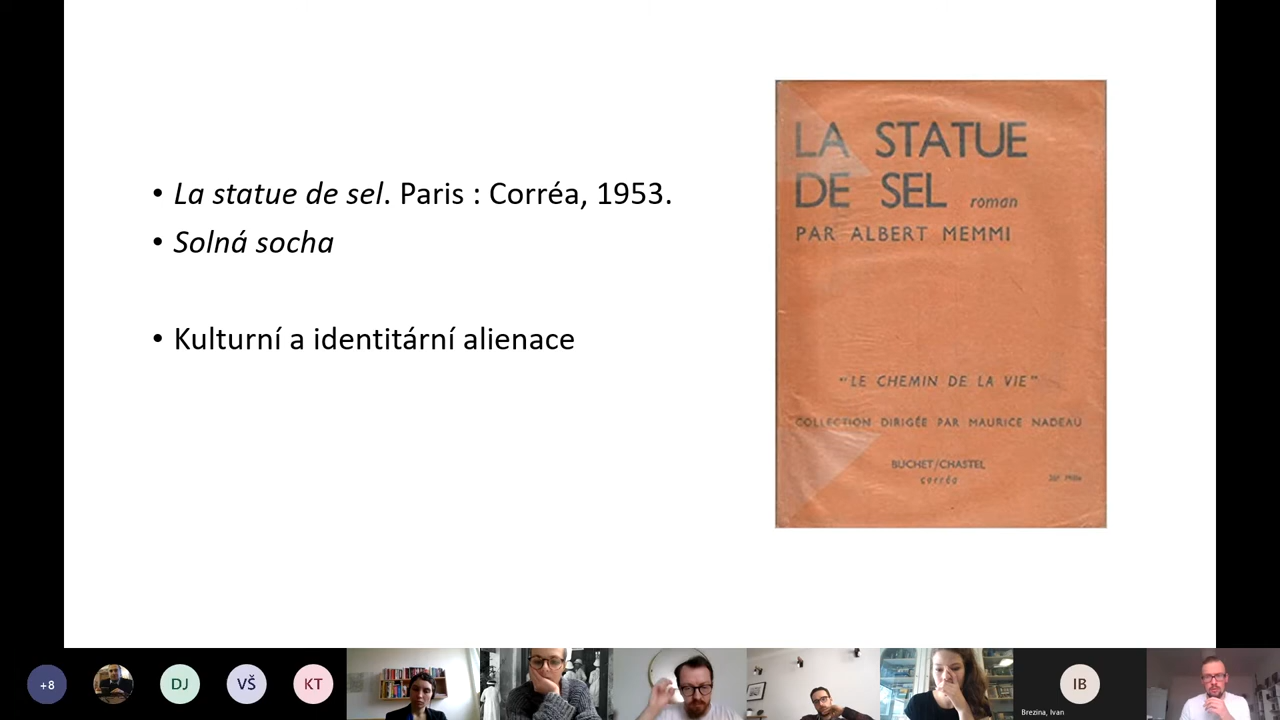 • La statue de sel. Paris : Corréa, 1953.
• Solná socha
• Kulturní a identitární alienace
LA STATUE
DE SEL roman
PAR ALBERT MEMMI
"LE CHEMIN DE LA VIE"
COLLECTION DIRIGÉE PAR MAURICE NADEAU
BUCHET/CHASTEL
corréa
+8
DJ
VŠ
KT
IB
Brezina, Ivan